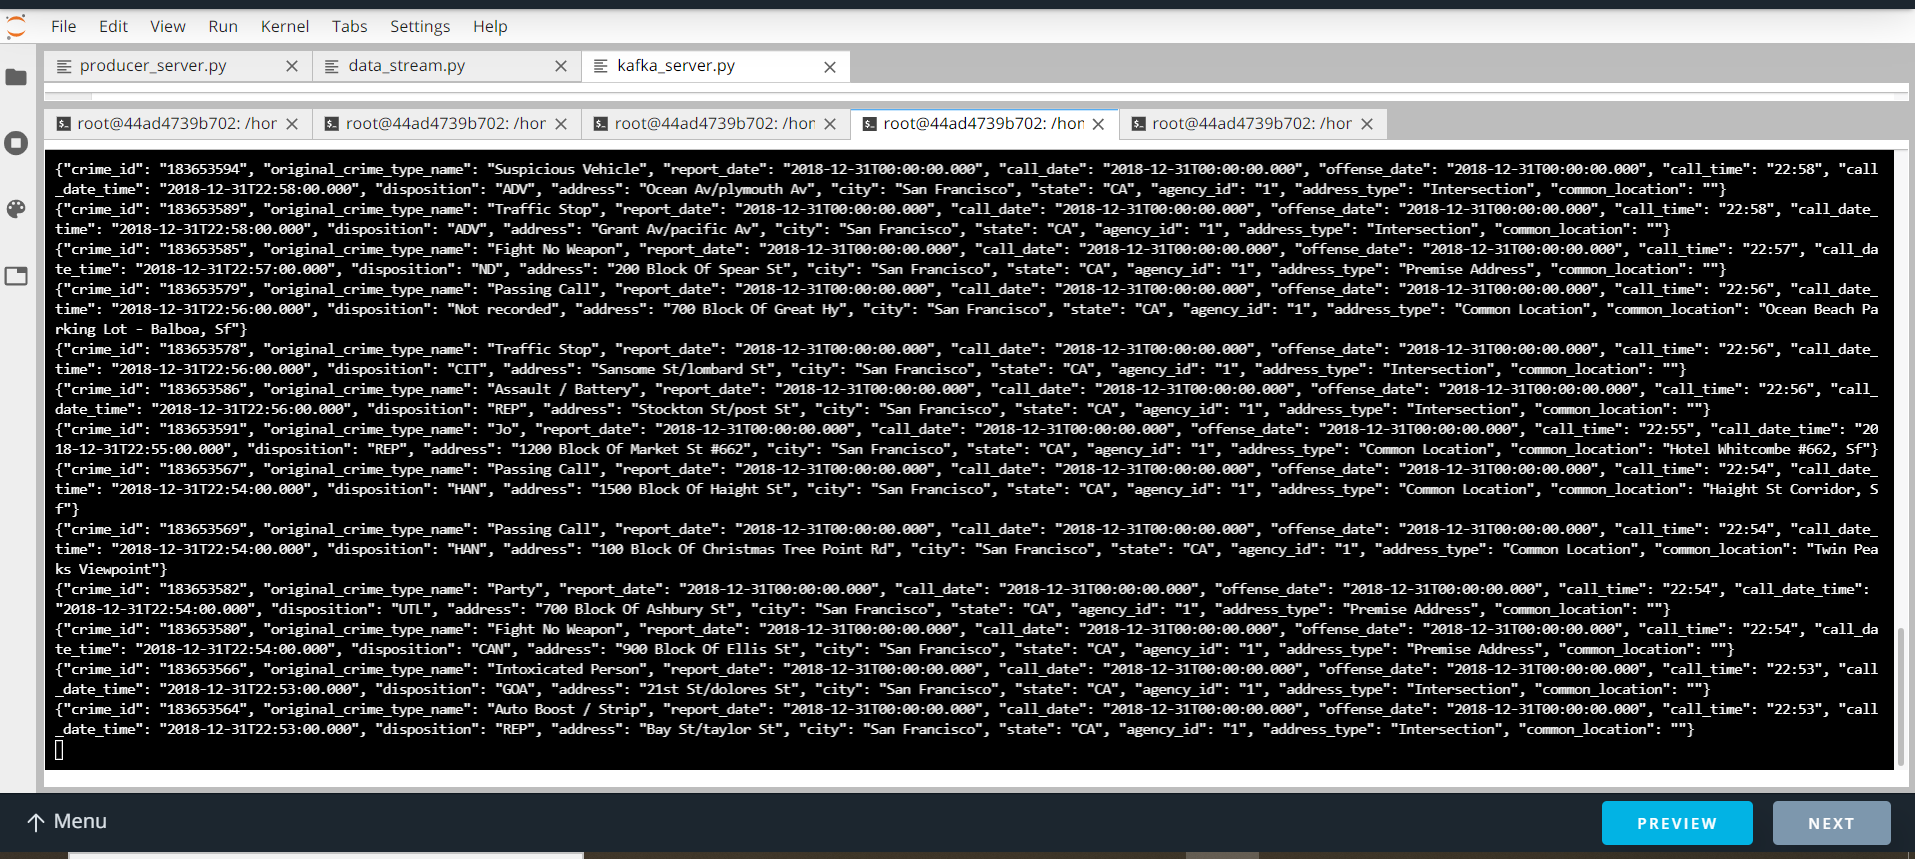 File Edit View Run Kernel Tabs Settings Help
producer_server.py data_stream.py kafka_server.py
root@44ad4739b702: /hor root@44ad4739b702: /hor root@44ad4739b702: /hor root@44ad4739b702: /hor root@44ad4739b702: /hor
{"crime_id": "183653594", "original_crime_type_name": "Suspicious Vehicle", "report_date": "2018-12-31T00:00:00.000", "call_date": "2018-12-31T00:00:00.000", "offense_date": "2018-12-31T00:00:00.000", "call_time": "22:58", "call
_date_time": "2018-12-31T22:58:00.000", "disposition": "ADV", "address": "Ocean Av/plymouth Av", "city": "San Francisco", "state": "CA", "agency_id": "1", "address_type": "Intersection", "common_location": ""}
{"crime_id": "183653589", "original_crime_type_name": "Traffic Stop", "report_date": "2018-12-31T00:00:00.000", "call_date": "2018-12-31T00:00:00.000", "offense_date": "2018-12-31T00:00:00.000", "call_time": "22:58", "call_date_
time": "2018-12-31T22:58:00.000", "disposition": "ADV", "address": "Grant Av/pacific Av", "city": "San Francisco", "state": "CA", "agency_id": "1", "address_type": "Intersection", "common_location": ""}
{"crime_id": "183653585", "original_crime_type_name": "Fight No Weapon", "report_date": "2018-12-31T00:00:00.000", "call_date": "2018-12-31T00:00:00.000", "offense_date": "2018-12-31T00:00:00.000", "call_time": "22:57", "call_da
te_time": "2018-12-31T22:57:00.000", "disposition": "ND", "address": "200 Block Of Spear St", "city": "San Francisco", "state": "CA", "agency_id": "1", "address_type": "Premise Address", "common_location": ""}
{"crime_id": "183653579", "original_crime_type_name": "Passing Call", "report_date": "2018-12-31T00:00:00.000", "call_date": "2018-12-31T00:00:00.000", "offense_date": "2018-12-31T00:00:00.000", "call_time": "22:56", "call_date_
time": "2018-12-31T22:56:00.000", "disposition": "Not recorded", "address": "700 Block Of Great Hy", "city": "San Francisco", "state": "CA", "agency_id": "1", "address_type": "Common Location", "common_location": "Ocean Beach Pa
rking Lot - Balboa, Sf"}
{"crime_id": "183653578", "original_crime_type_name": "Traffic Stop", "report_date": "2018-12-31T00:00:00.000", "call_date": "2018-12-31T00:00:00.000", "offense_date": "2018-12-31T00:00:00.000", "call_time": "22:56", "call_date_
time": "2018-12-31T22:56:00.000", "disposition": "CIT", "address": "Sansome St/lombard St", "city": "San Francisco", "state": "CA", "agency_id": "1", "address_type": "Intersection", "common_location": ""}
{"crime_id": "183653586", "original_crime_type_name": "Assault / Battery", "report_date": "2018-12-31T00:00:00.000", "call_date": "2018-12-31T00:00:00.000", "offense_date": "2018-12-31T00:00:00.000", "call_time": "22:56", "call_
date_time": "2018-12-31T22:56:00.000", "disposition": "REP", "address": "Stockton St/post St", "city": "San Francisco", "state": "CA", "agency_id": "1", "address_type": "Intersection", "common_location": ""}
{"crime_id": "183653591", "original_crime_type_name": "Jo", "report_date": "2018-12-31T00:00:00.000", "call_date": "2018-12-31T00:00:00.000", "offense_date": "2018-12-31T00:00:00.000", "call_time": "22:55", "call_date_time": "20
18-12-31T22:55:00.000", "disposition": "REP", "address": "1200 Block Of Market St #662", "city": "San Francisco", "state": "CA", "agency_id": "1", "address_type": "Common Location", "common_location": "Hotel Whitcombe #662, Sf"}
{"crime_id": "183653567", "original_crime_type_name": "Passing Call", "report_date": "2018-12-31T00:00:00.000", "call_date": "2018-12-31T00:00:00.000", "offense_date": "2018-12-31T00:00:00.000", "call_time": "22:54", "call_date_
time": "2018-12-31T22:54:00.000", "disposition": "HAN", "address": "1500 Block Of Haight St", "city": "San Francisco", "state": "CA", "agency_id": "1", "address_type": "Common Location", "common_location": "Haight St Corridor, S
f"}
{"crime_id": "183653569", "original_crime_type_name": "Passing Call", "report_date": "2018-12-31T00:00:00.000", "call_date": "2018-12-31T00:00:00.000", "offense_date": "2018-12-31T00:00:00.000", "call_time": "22:54", "call_date_
time": "2018-12-31T22:54:00.000", "disposition": "HAN", "address": "100 Block Of Christmas Tree Point Rd", "city": "San Francisco", "state": "CA", "agency_id": "1", "address_type": "Common Location", "common_location": "Twin Pea
ks Viewpoint"}
{"crime_id": "183653582", "original_crime_type_name": "Party", "report_date": "2018-12-31T00:00:00.000", "call_date": "2018-12-31T00:00:00.000", "offense_date": "2018-12-31T00:00:00.000", "call_time": "22:54", "call_date_time": 
"2018-12-31T22:54:00.000", "disposition": "UTL", "address": "700 Block Of Ashbury St", "city": "San Francisco", "state": "CA", "agency_id": "1", "address_type": "Premise Address", "common_location": ""}
{"crime_id": "183653580", "original_crime_type_name": "Fight No Weapon", "report_date": "2018-12-31T00:00:00.000", "call_date": "2018-12-31T00:00:00.000", "offense_date": "2018-12-31T00:00:00.000", "call_time": "22:54", "call_da
te_time": "2018-12-31T22:54:00.000", "disposition": "CAN", "address": "900 Block Of Ellis St", "city": "San Francisco", "state": "CA", "agency_id": "1", "address_type": "Premise Address", "common_location": ""}
{"crime_id": "183653566", "original_crime_type_name": "Intoxicated Person", "report_date": "2018-12-31T00:00:00.000", "call_date": "2018-12-31T00:00:00.000", "offense_date": "2018-12-31T00:00:00.000", "call_time": "22:53", "call
_date_time": "2018-12-31T22:53:00.000", "disposition": "GOA", "address": "21st St/dolores St", "city": "San Francisco", "state": "CA", "agency_id": "1", "address_type": "Intersection", "common_location": ""}
{"crime_id": "183653564", "original_crime_type_name": "Auto Boost / Strip", "report_date": "2018-12-31T00:00:00.000", "call_date": "2018-12-31T00:00:00.000", "offense_date": "2018-12-31T00:00:00.000", "call_time": "22:53", "call
_date_time": "2018-12-31T22:53:00.000", "disposition": "REP", "address": "Bay St/taylor St", "city": "San Francisco", "state": "CA", "agency_id": "1", "address_type": "Intersection", "common_location": ""}
Menu PREVIEW NEXT